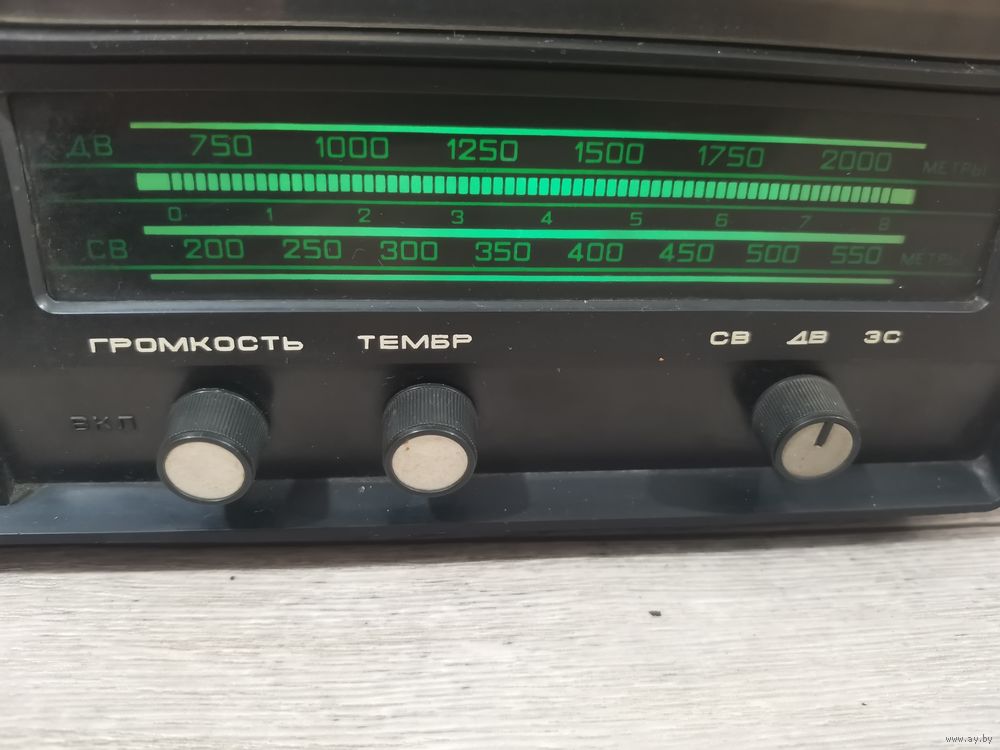 ДВ 750 1000 1250 1500 1750 2000 МЕТРЫ
0 1 2 3 4 5 6 7 8
СВ 200 250 300 350 400 450 500 550 МЕТРЫ
ГРОМКОСТЬ ТЕМБР СВ ДВ ЗС
ВКЛ
www.ay.by